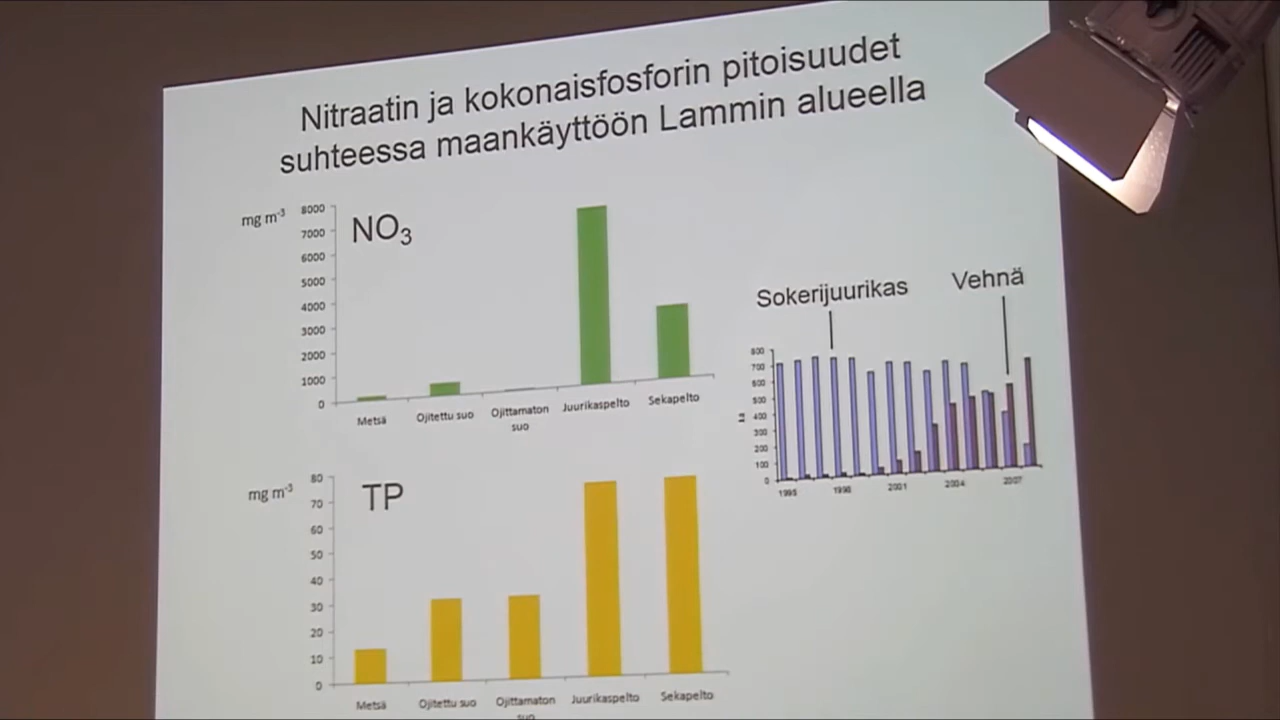 Nitraatin ja kokonaisfosforin pitoisuudet
suhteessa maankäyttöön Lammin alueella
mg m-3
NO3
8000
7000
6000
5000
4000
3000
2000
1000
0
Metsä
Ojitettu suo
Ojittamaton
suo
Juurikaspelto
Sekapelto
Sokerijuurikas
Vehnä
800
700
600
500
400
300
200
100
0
1995
1998
2001
2004
2007
mg m-3
TP
80
70
60
50
40
30
20
10
0
Metsä
Ojitettu suo
Ojittamaton
suo
Juurikaspelto
Sekapelto